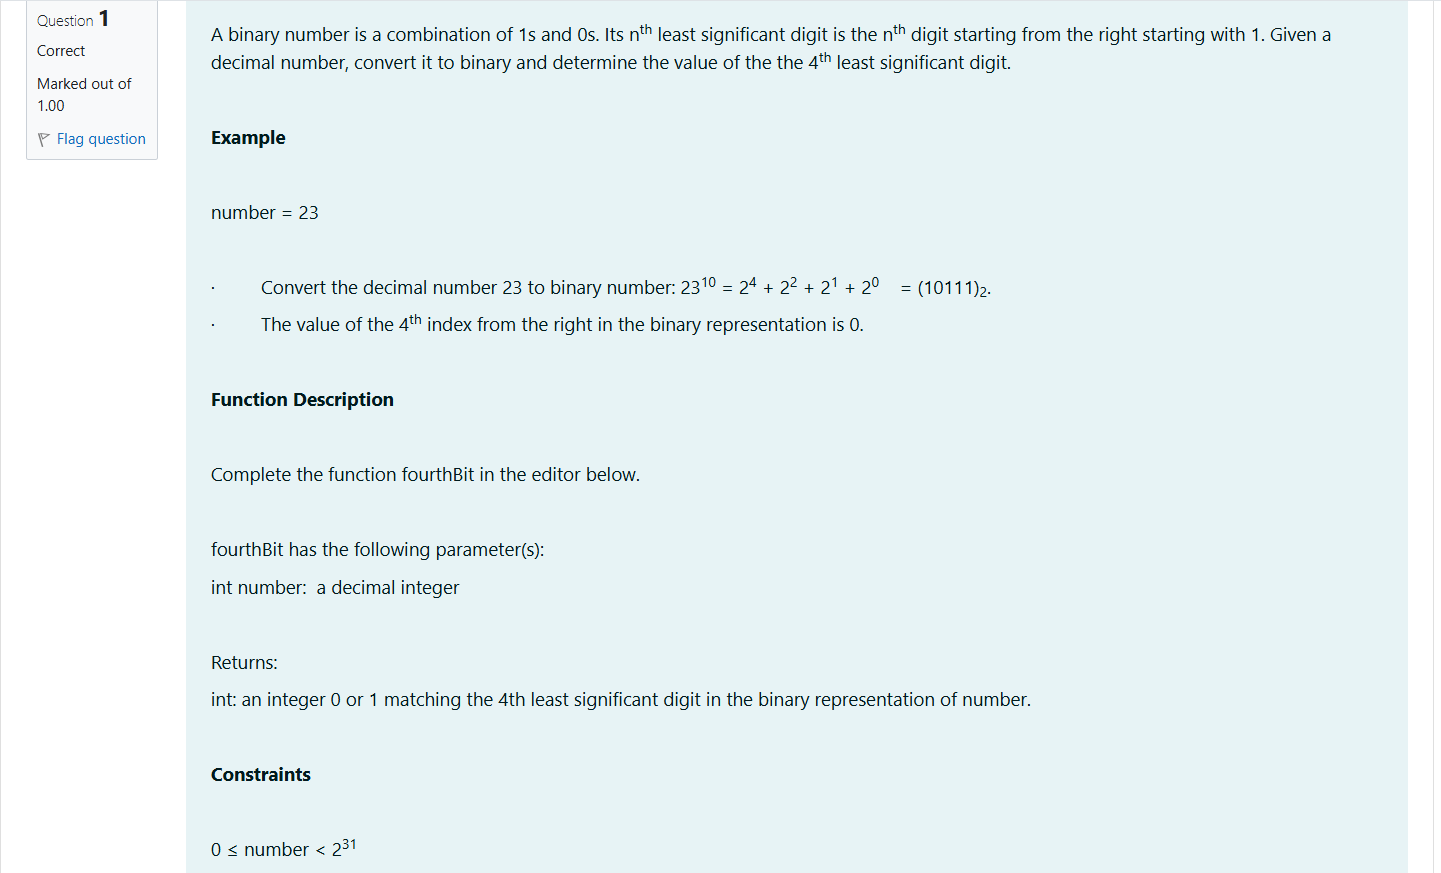 Question 1
Correct
Marked out of
1.00
Flag question
A binary number is a combination of 1s and 0s. Its nth least significant digit is the nth digit starting from the right starting with 1. Given a
decimal number, convert it to binary and determine the value of the the 4th least significant digit.
Example
number = 23
· Convert the decimal number 23 to binary number: 23¹⁰ = 2⁴ + 2² + 2¹ + 2⁰ = (10111)₂.
· The value of the 4th index from the right in the binary representation is 0.
Function Description
Complete the function fourthBit in the editor below.
fourthBit has the following parameter(s):
int number: a decimal integer
Returns:
int: an integer 0 or 1 matching the 4th least significant digit in the binary representation of number.
Constraints
0 ≤ number < 2³¹